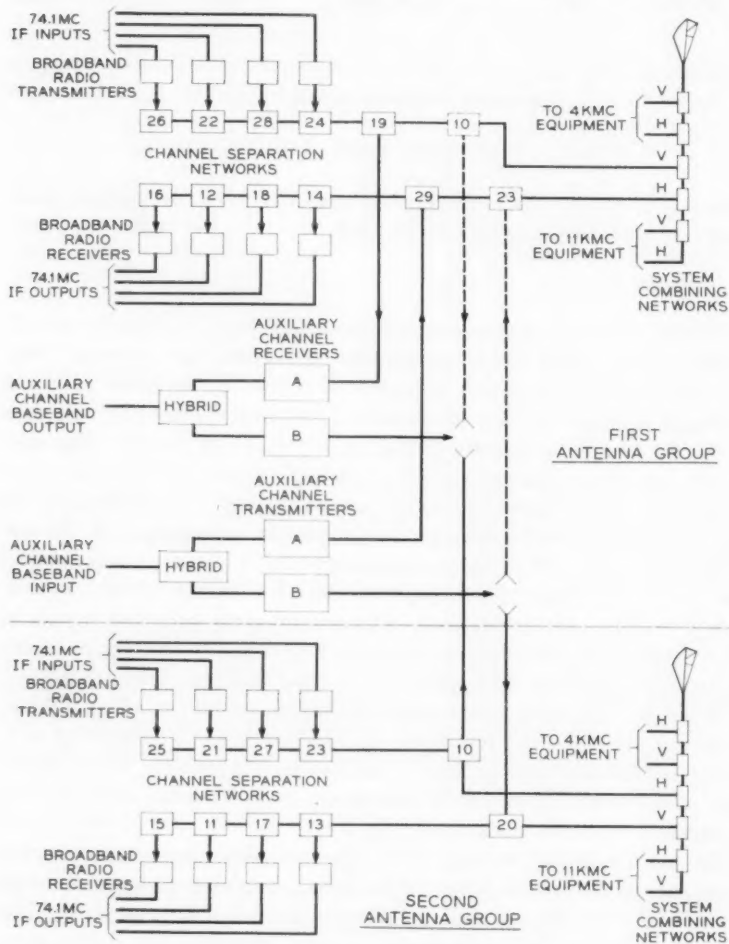 74.1MC
IF INPUTS
BROADBAND
RADIO
TRANSMITTERS
26 22 28 24 19 10
CHANNEL SEPARATION
NETWORKS
16 12 18 14 29 23
BROADBAND
RADIO
RECEIVERS
74.1MC
IF OUTPUTS
V
TO 4KMC
EQUIPMENT
H
V
H
V
TO 11KMC
EQUIPMENT
H
SYSTEM
COMBINING
NETWORKS
AUXILIARY
CHANNEL
RECEIVERS
A
AUXILIARY
CHANNEL
BASEBAND
OUTPUT
HYBRID
B
FIRST
ANTENNA GROUP
AUXILIARY
CHANNEL
TRANSMITTERS
A
AUXILIARY
CHANNEL
BASEBAND
INPUT
HYBRID
B
74.1MC
IF INPUTS
BROADBAND
RADIO
TRANSMITTERS
25 21 27 23 10
CHANNEL SEPARATION
NETWORKS
15 11 17 13 20
BROADBAND
RADIO
RECEIVERS
74.1MC
IF OUTPUTS
H
TO 4KMC
EQUIPMENT
V
H
V
H
TO 11KMC
EQUIPMENT
V
SYSTEM
COMBINING
NETWORKS
SECOND
ANTENNA GROUP